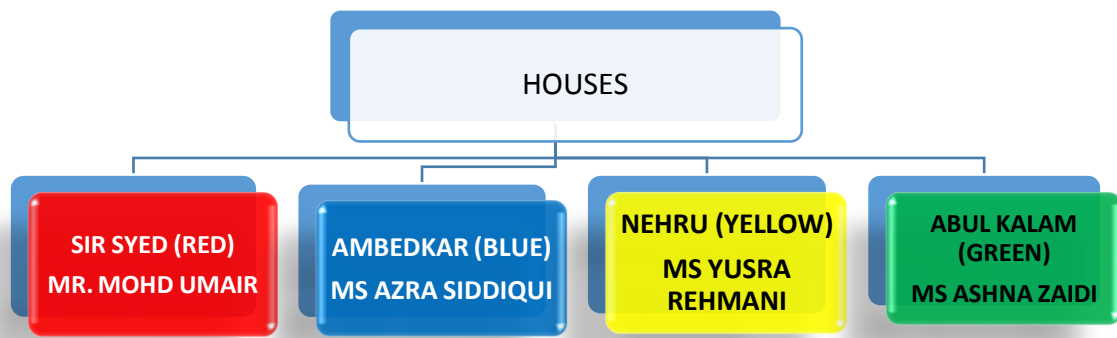 HOUSES
SIR SYED (RED)
MR. MOHD UMAIR
AMBEDKAR (BLUE)
MS AZRA SIDDIQUI
NEHRU (YELLOW)
MS YUSRA
REHMANI
ABUL KALAM
(GREEN)
MS ASHNA ZAIDI